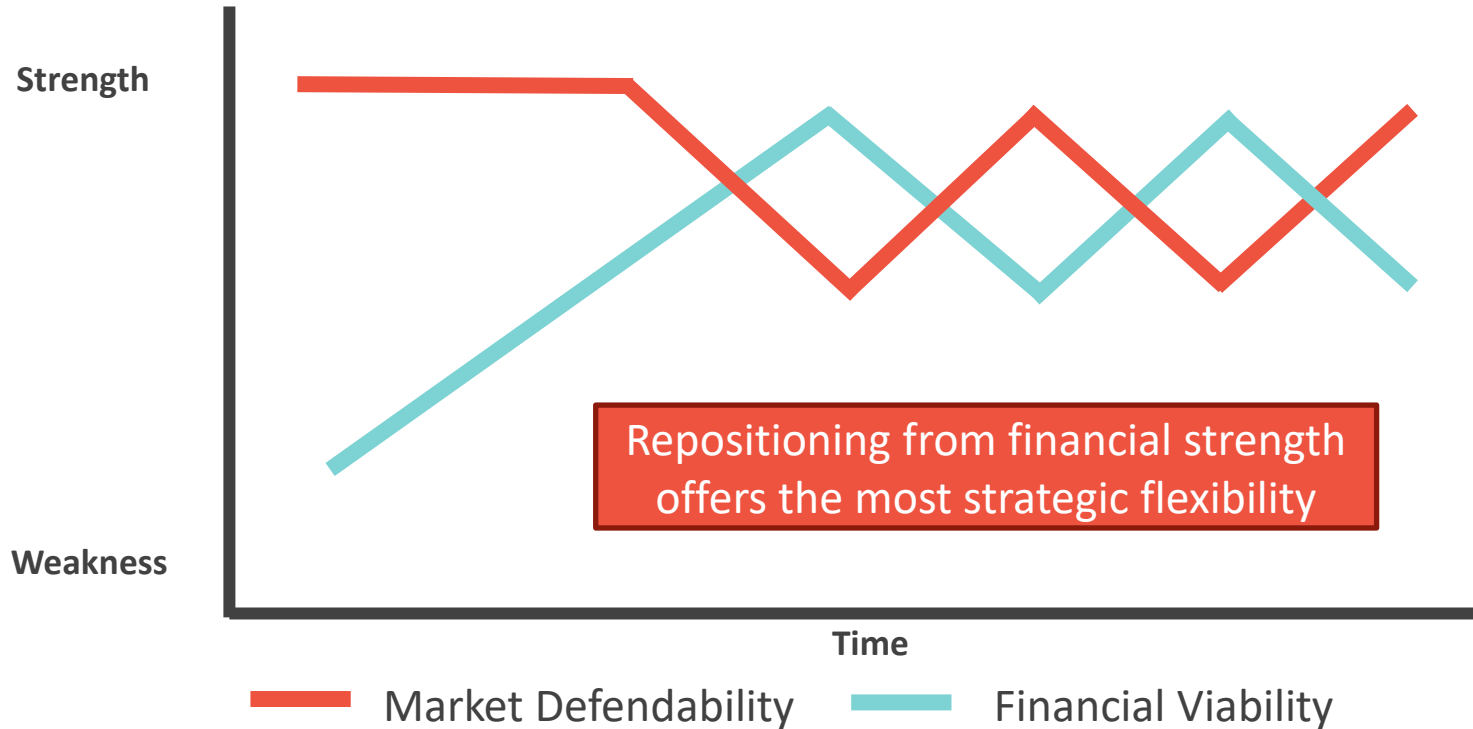 Strength
Repositioning from financial strength
offers the most strategic flexibility
Weakness
Time
Market Defendability
Financial Viability